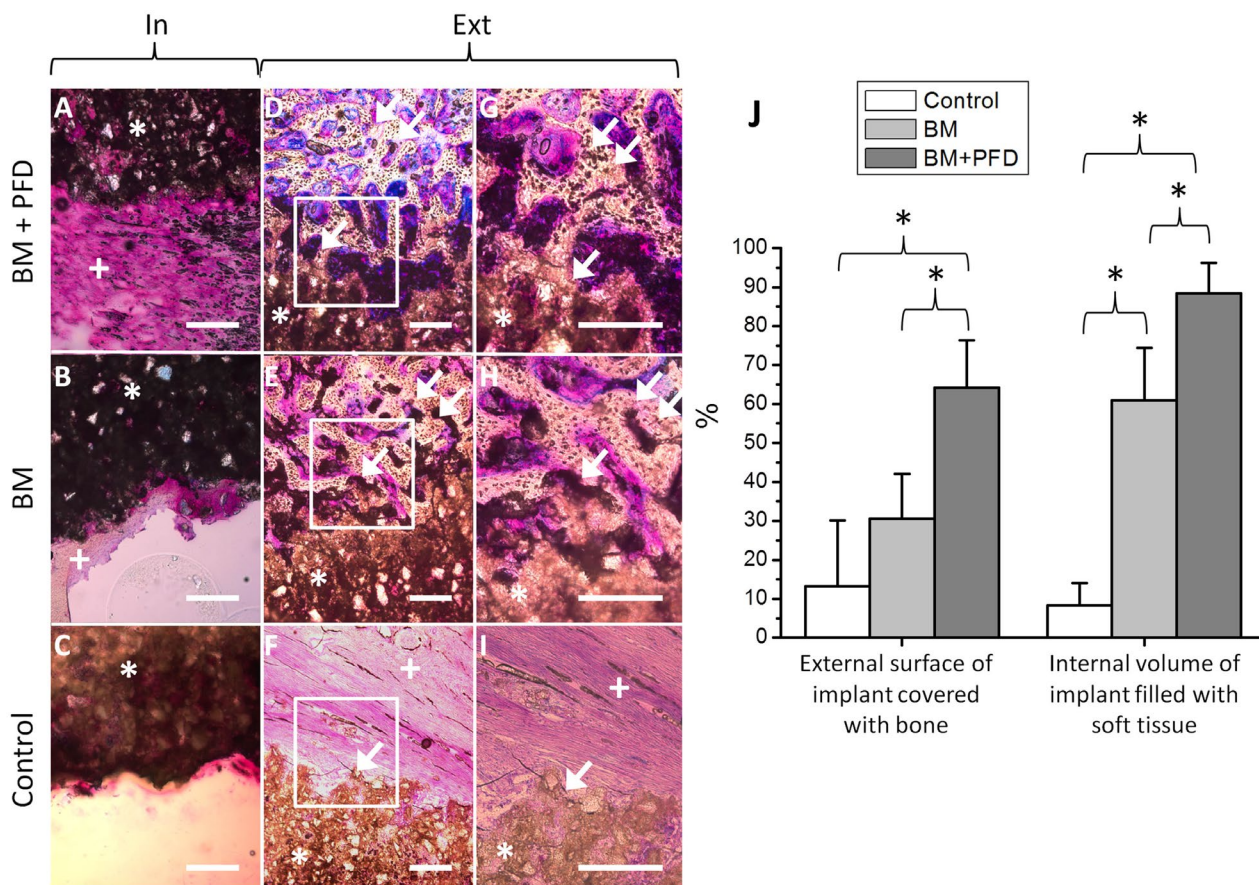 In
Ext
BM + PFD
BM
Control
A
D
G
B
E
H
C
F
I
*
*
*
+
*
*
*
+
*
+
+
*
*
J
Control
BM
BM+PFD
*
*
*
*
*
%
100
90
80
70
60
50
40
30
20
10
0
External surface of
implant covered
with bone
Internal volume of
implant filled with
soft tissue